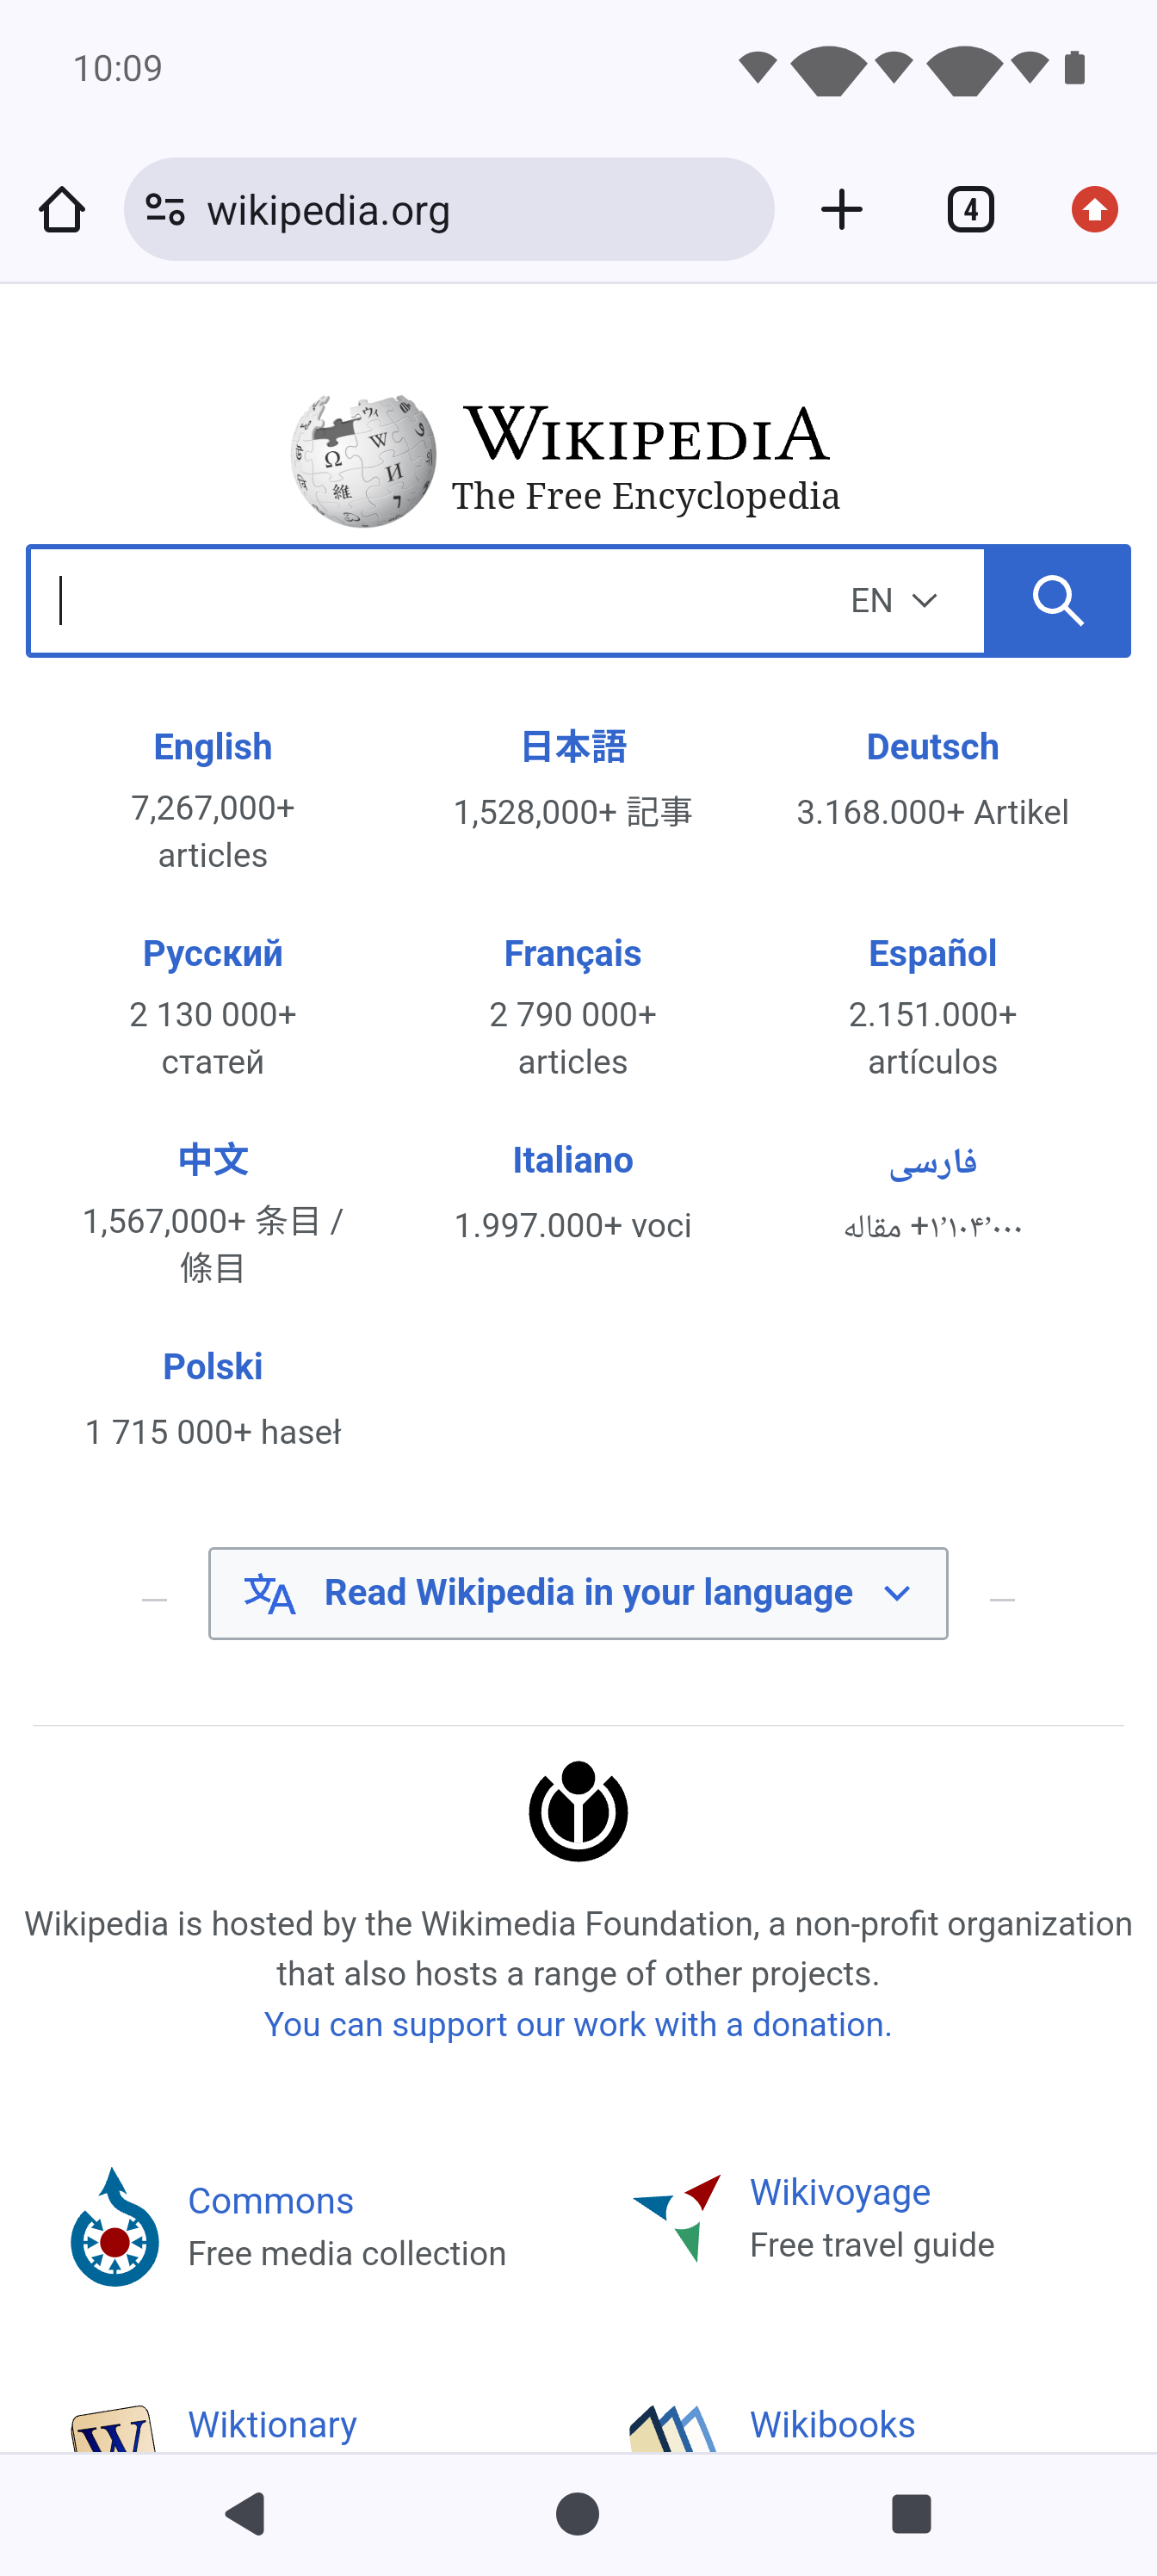 10:09
wikipedia.org
4
WIKIPEDIA
The Free Encyclopedia
EN
English
7,267,000+
articles
日本語
1,528,000+ 記事
Deutsch
3.168.000+ Artikel
Русский
2 130 000+
статей
Français
2 790 000+
articles
Español
2.151.000+
artículos
中文
1,567,000+ 条目 /
條目
Italiano
1.997.000+ voci
فارسی
۱٬۱۰۴٬۰۰۰+ مقاله
Polski
1 715 000+ haseł
Read Wikipedia in your language
Wikipedia is hosted by the Wikimedia Foundation, a non-profit organization
that also hosts a range of other projects.
You can support our work with a donation.
Commons
Free media collection
Wikivoyage
Free travel guide
Wiktionary
Wikibooks